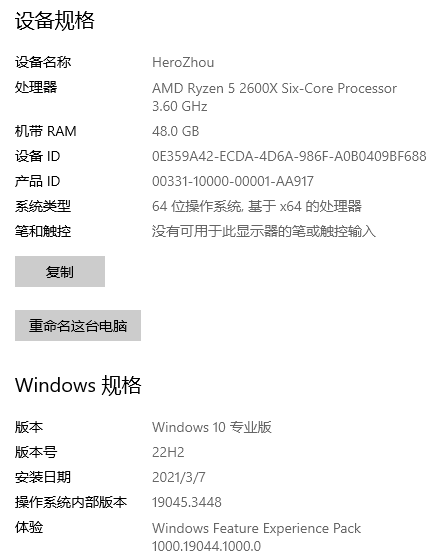 设备规格
设备名称 HeroZhou
处理器 AMD Ryzen 5 2600X Six-Core Processor
3.60 GHz
机带 RAM 48.0 GB
设备 ID 0E359A42-ECDA-4D6A-986F-A0B0409BF688
产品 ID 00331-10000-00001-AA917
系统类型 64 位操作系统, 基于 x64 的处理器
笔和触控 没有可用于此显示器的笔或触控输入
复制
重命名这台电脑
Windows 规格
版本 Windows 10 专业版
版本号 22H2
安装日期 2021/3/7
操作系统内部版本 19045.3448
体验 Windows Feature Experience Pack
1000.19044.1000.0